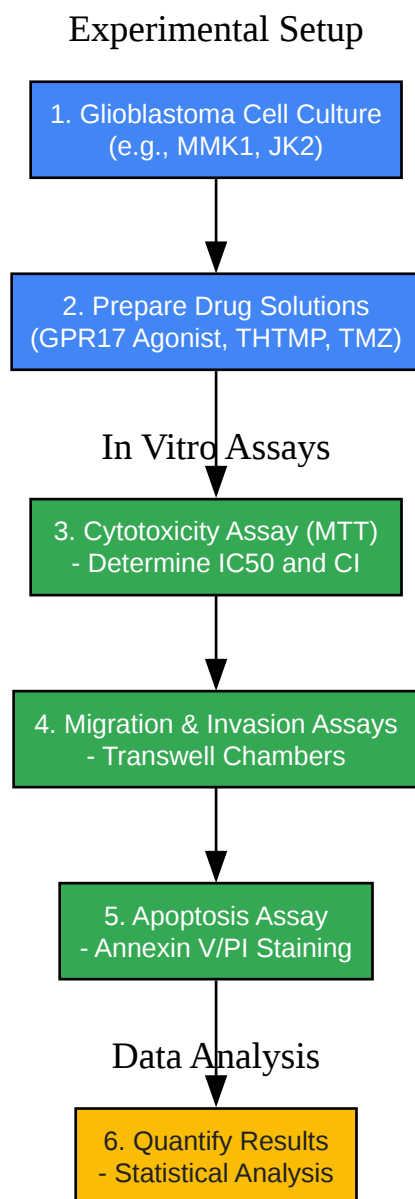 Experimental Setup
1. Glioblastoma Cell Culture
(e.g., MMK1, JK2)
2. Prepare Drug Solutions
(GPR17 Agonist, THTMP, TMZ)
In Vitro Assays
3. Cytotoxicity Assay (MTT)
- Determine IC50 and CI
4. Migration & Invasion Assays
- Transwell Chambers
5. Apoptosis Assay
- Annexin V/PI Staining
Data Analysis
6. Quantify Results
- Statistical Analysis